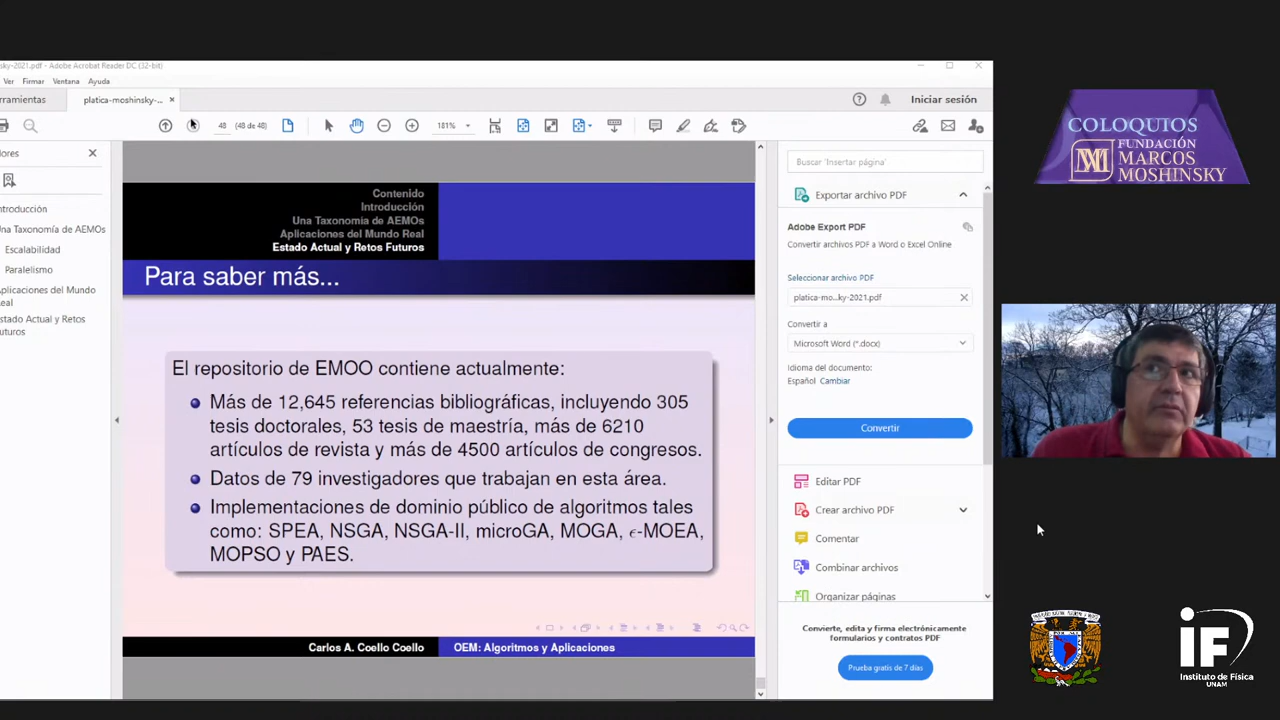 sky-2021.pdf - Adobe Acrobat Reader DC (32-bit)
Ver Firmar Ventana Ayuda
rramientas
platica-moshinsky-... ×
Iniciar sesión
48 (48 de 48)
181%
ores
ntroducción
Una Taxonomía de AEMOs
Escalabilidad
Paralelismo
Aplicaciones del Mundo
Real
Estado Actual y Retos
Futuros
Contenido
Introducción
Una Taxonomía de AEMOs
Aplicaciones del Mundo Real
Estado Actual y Retos Futuros
Para saber más...
El repositorio de EMOO contiene actualmente:
Más de 12,645 referencias bibliográficas, incluyendo 305
tesis doctorales, 53 tesis de maestría, más de 6210
artículos de revista y más de 4500 artículos de congresos.
Datos de 79 investigadores que trabajan en esta área.
Implementaciones de dominio público de algoritmos tales
como: SPEA, NSGA, NSGA-II, microGA, MOGA, ϵ-MOEA,
MOPSO y PAES.
Carlos A. Coello Coello
OEM: Algoritmos y Aplicaciones
Buscar 'Insertar página'
Exportar archivo PDF
Adobe Export PDF
Convertir archivos PDF a Word o Excel Online
Seleccionar archivo PDF
platica-mo...ky-2021.pdf
Convertir a
Microsoft Word (*.docx)
Idioma del documento:
Español Cambiar
Convertir
Editar PDF
Crear archivo PDF
Comentar
Combinar archivos
Organizar páginas
Convierte, edita y firma electrónicamente
formularios y contratos PDF
Prueba gratis de 7 días
COLOQUIOS
FUNDACIÓN
MARCOS
MOSHINSKY
iF
Instituto de Física
UNAM